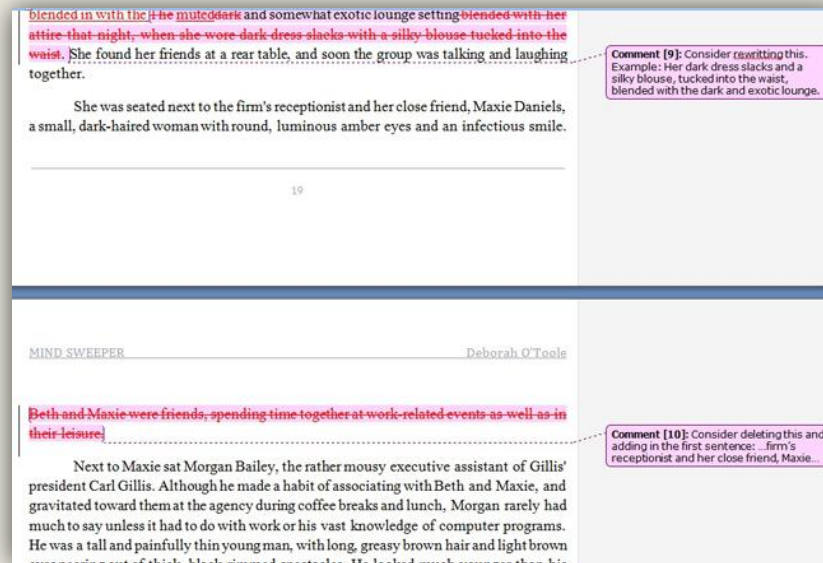 blended in with the The muteddark and somewhat exotic lounge setting blended with her
attire that night, when she wore dark dress slacks with a silky blouse tucked into the
waist. She found her friends at a rear table, and soon the group was talking and laughing
together.
Comment [9]: Consider rewritting this.
Example: Her dark dress slacks and a
silky blouse, tucked into the waist,
blended with the dark and exotic lounge.
She was seated next to the firm's receptionist and her close friend, Maxie Daniels,
a small, dark-haired woman with round, luminous amber eyes and an infectious smile.
19
MIND SWEEPER Deborah O'Toole
Beth and Maxie were friends, spending time together at work-related events as well as in
their leisure.
Comment [10]: Consider deleting this and
adding in the first sentence: ...firm's
receptionist and her close friend, Maxie...
Next to Maxie sat Morgan Bailey, the rather mousy executive assistant of Gillis'
president Carl Gillis. Although he made a habit of associating with Beth and Maxie, and
gravitated toward them at the agency during coffee breaks and lunch, Morgan rarely had
much to say unless it had to do with work or his vast knowledge of computer programs.
He was a tall and painfully thin young man, with long, greasy brown hair and light brown